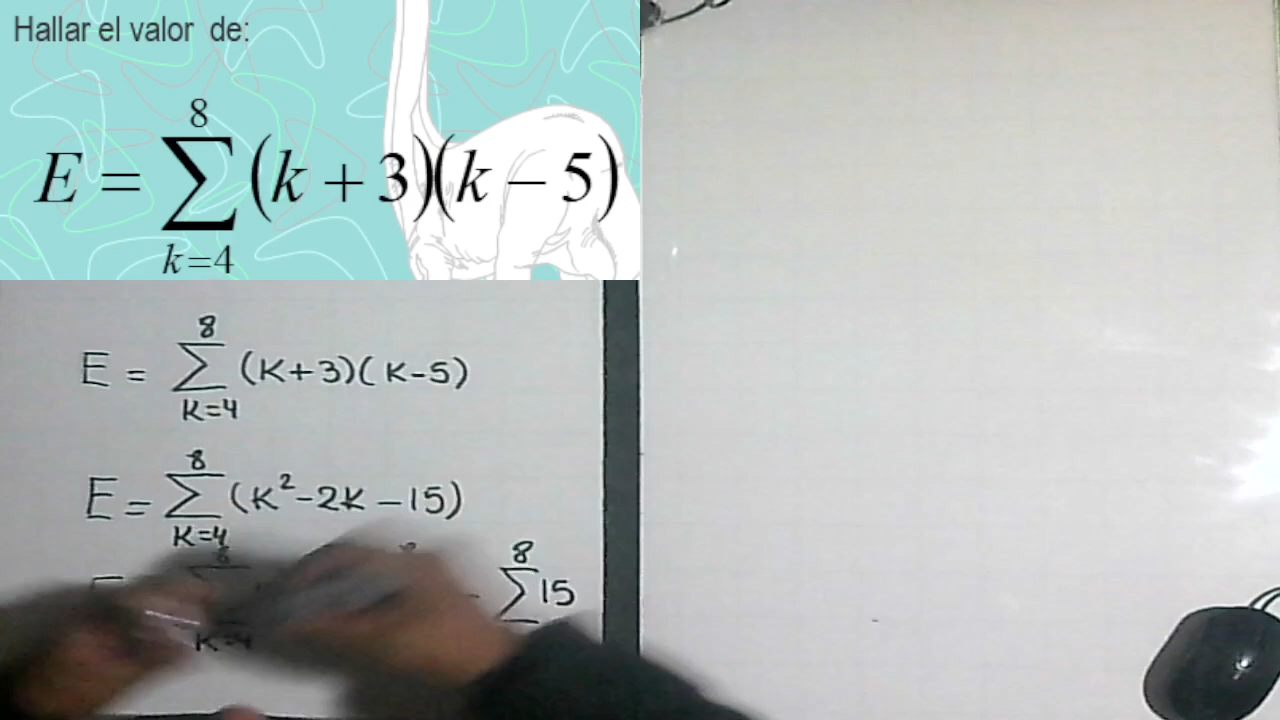 Hallar el valor de:
8
E = ∑ (k + 3)(k − 5)
k=4
8
E = ∑ (K+3)(K-5)
K=4
8
E = ∑ (K²-2K-15)
K=4
8
- ∑ 15
K=4